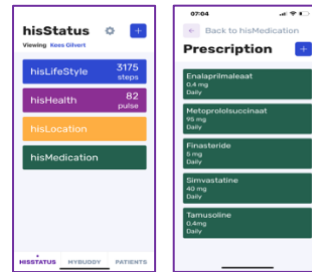 hisStatus
Viewing Kees Gilvert
hisLifeStyle
3175
steps
hisHealth
82
pulse
hisLocation
hisMedication
HISSTATUS MYBUDDY PATIENTS
07:04
← Back to hisMedication
Prescription +
Enalaprilmaleaat
0,4 mg
Daily
Metoprololsuccinaat
95 mg
Daily
Finasteride
5 mg
Daily
Simvastatine
40 mg
Daily
Tamusoline
0,4mg
Daily